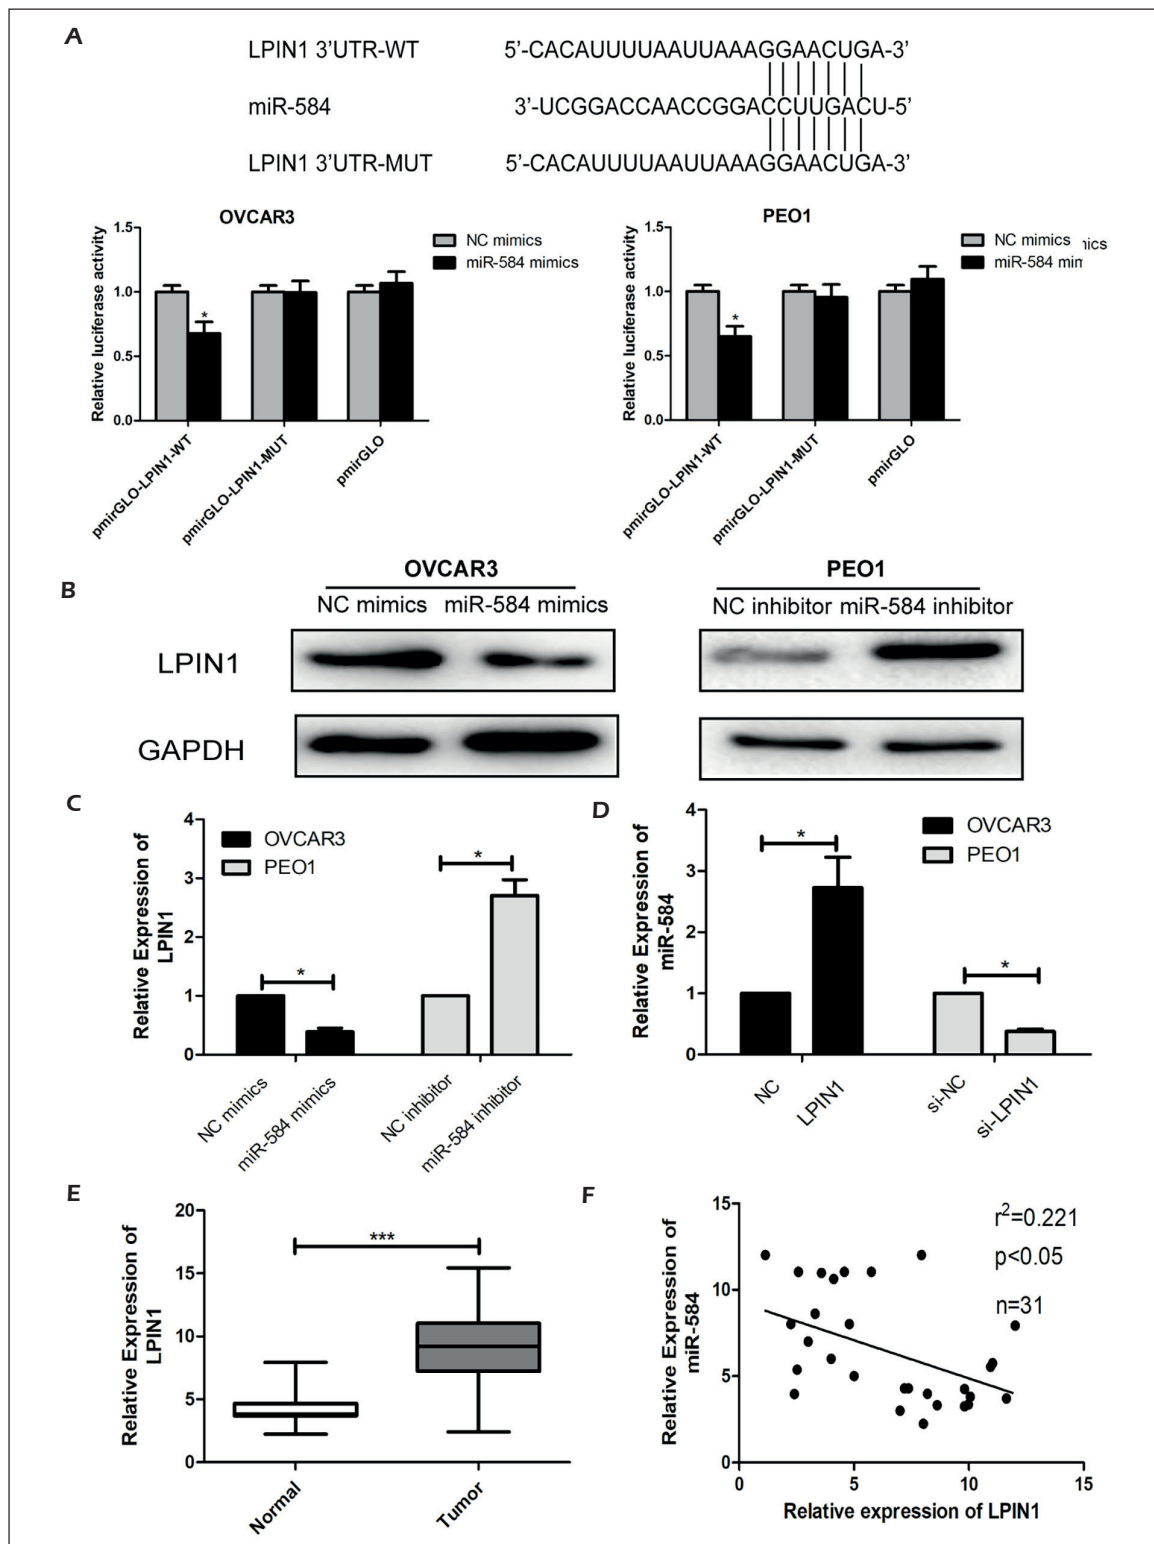 A
LPIN1 3'UTR-WT 5'-CACAUUUUAAUUAAAGGAACUGA-3'
miR-584 3'-UCGGACCAACCGGACCUUGACU-5'
LPIN1 3'UTR-MUT 5'-CACAUUUUAAUUAAAGGAACUGA-3'
OVCAR3
Relative luciferase activity
1.5
1.0
0.5
0.0
*
NC mimics
miR-584 mimics
pmirGLO-LPIN1-WT
pmirGLO-LPIN1-MUT
pmirGLO
PEO1
Relative luciferase activity
1.5
1.0
0.5
0.0
*
NC mimics
miR-584 mim
nics
pmirGLO-LPIN1-WT
pmirGLO-LPIN1-MUT
pmirGLO
B
OVCAR3
NC mimics miR-584 mimics
PEO1
NC inhibitor miR-584 inhibitor
LPIN1
GAPDH
C
Relative Expression of
LPIN1
4
3
2
1
0
OVCAR3
PEO1
*
*
NC mimics
miR-584 mimics
NC inhibitor
miR-584 inhibitor
D
Relative Expression of
miR-584
4
3
2
1
0
OVCAR3
PEO1
*
*
NC
LPIN1
si-NC
si-LPIN1
E
Relative Expression of
LPIN1
20
15
10
5
0
***
Normal
Tumor
F
Relative Expression of
miR-584
15
10
5
0
r²=0.221
p<0.05
n=31
0 5 10 15
Relative expression of LPIN1